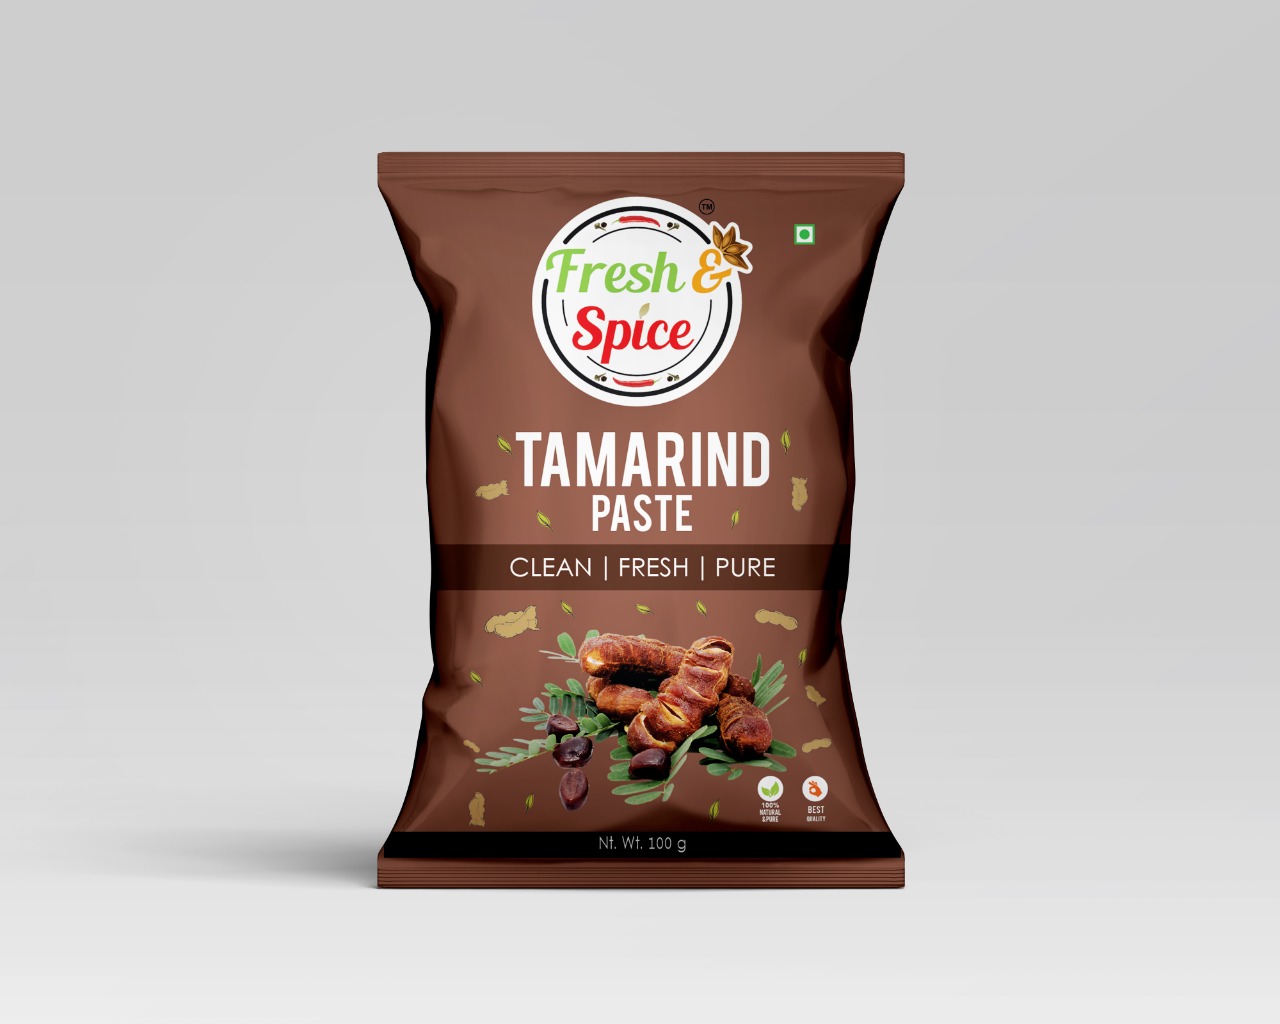 TM
Fresh &
Spice
TAMARIND
PASTE
CLEAN | FRESH | PURE
100%
NATURAL
& PURE
BEST
QUALITY
Nt. Wt. 100 g